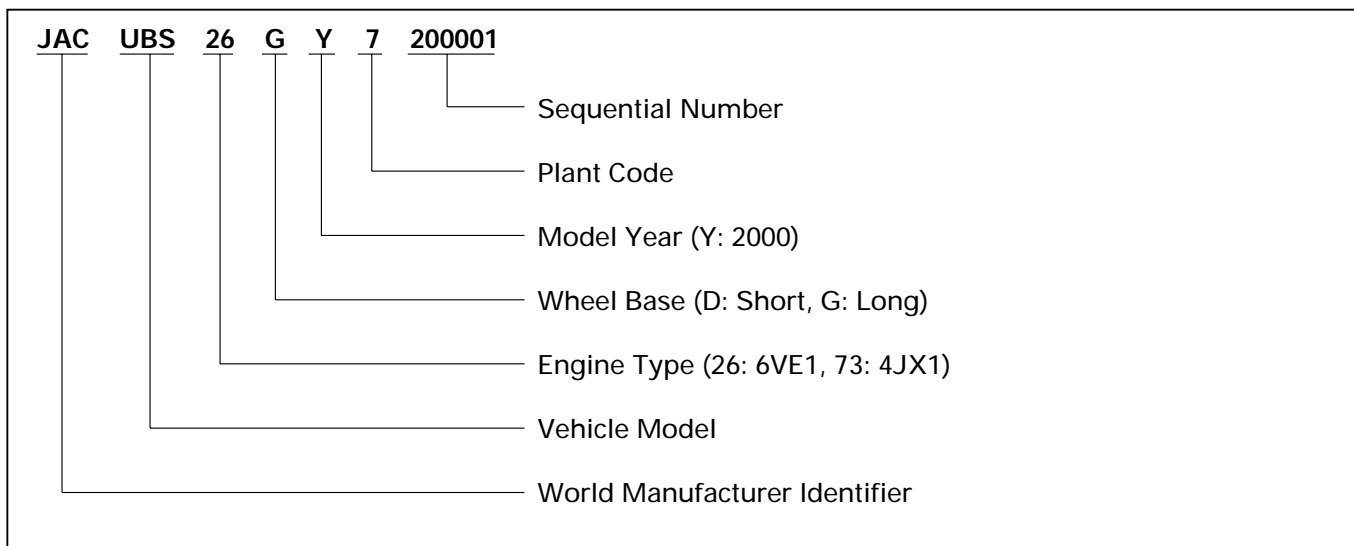 JAC UBS 26 G Y 7 200001
Sequential Number
Plant Code
Model Year (Y: 2000)
Wheel Base (D: Short, G: Long)
Engine Type (26: 6VE1, 73: 4JX1)
Vehicle Model
World Manufacturer Identifier